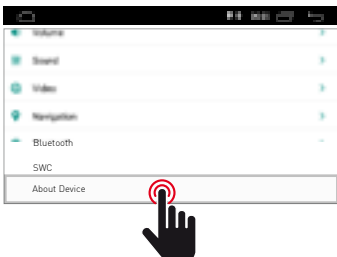 Volume
Sound
Video
Navigation
Bluetooth
SWC
About Device